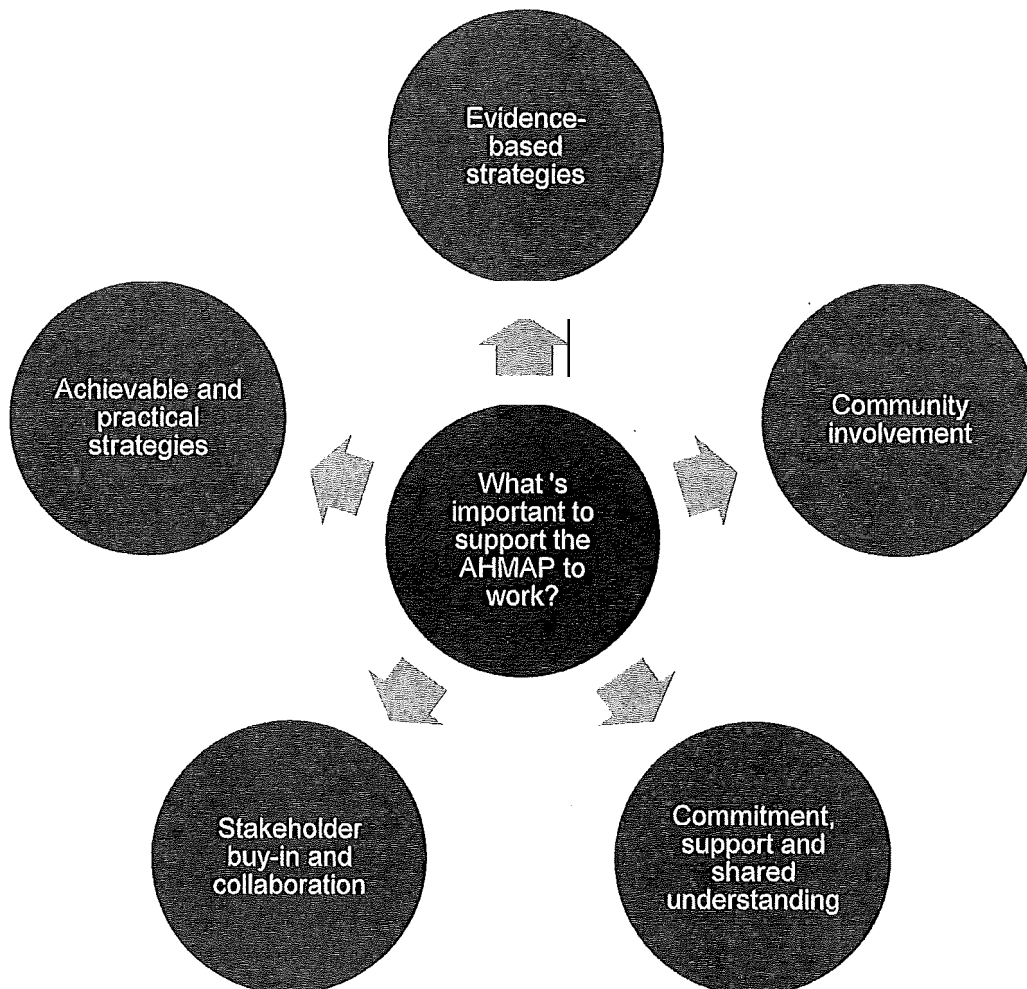 Evidence-
based
strategies
Achievable and
practical
strategies
Community
involvement
What 's
important to
support the
AHMAP to
work?
Stakeholder
buy-in and
collaboration
Commitment,
support and
shared
understanding